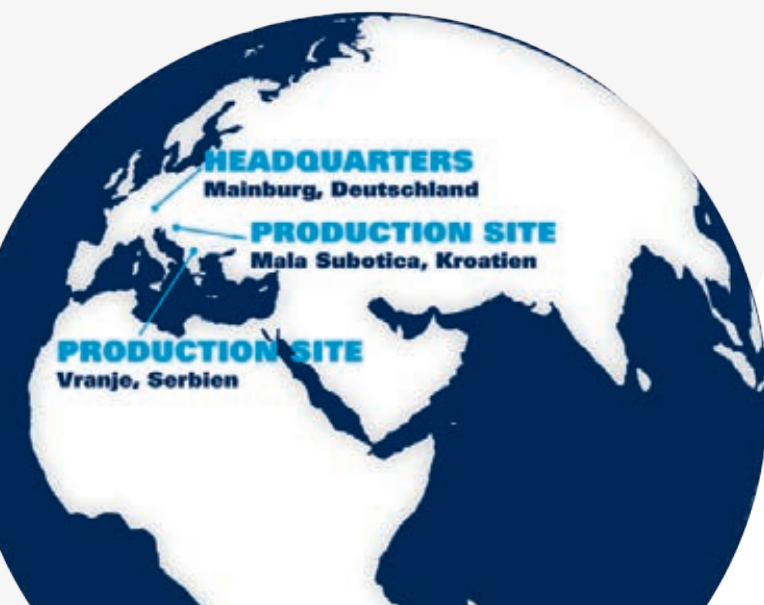 HEADQUARTERS
Mainburg, Deutschland
PRODUCTION SITE
Mala Subotica, Kroatien
PRODUCTION SITE
Vranje, Serbien